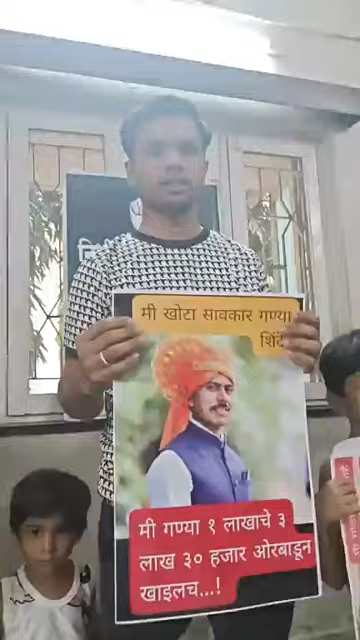 मी खोटा सावकार गण्या
शिंदे
मी गण्या १ लाखाचे ३
लाख ३० हजार ओरबाडून
खाइलच...!